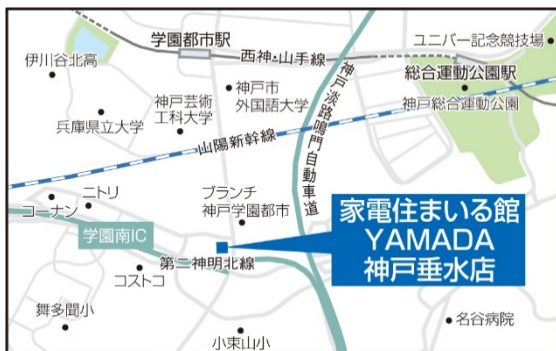 学園都市駅
ユニバー記念競技場
伊川谷北高
西神・山手線
総合運動公園駅
神戸市
外国語大学
神戸総合運動公園
神戸芸術
工科大学
兵庫県立大学
神戸淡路鳴門自動車道
山陽新幹線
ニトリ
コーナン
ブランチ
神戸学園都市
家電住まいる館
YAMADA
神戸垂水店
学園南IC
第二神明北線
コストコ
舞多聞小
小束山小
名谷病院